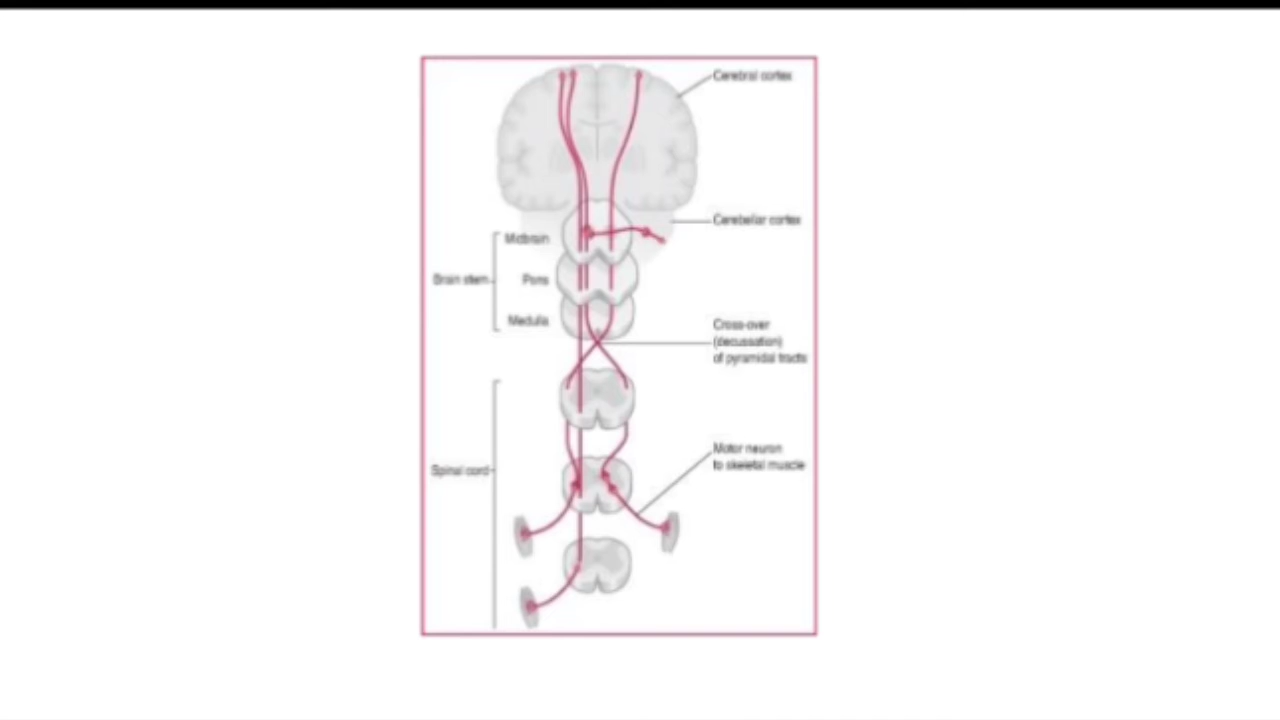 Cerebral cortex
Cerebellar cortex
Midbrain
Brain stem
Pons
Medulla
Cross-over
(decussation)
of pyramidal tracts
Motor neuron
to skeletal muscle
Spinal cord